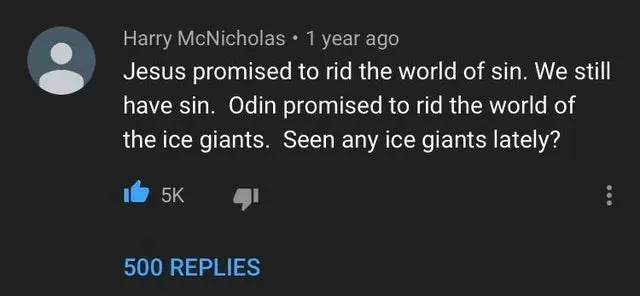 Harry McNicholas • 1 year ago
Jesus promised to rid the world of sin. We still
have sin.  Odin promised to rid the world of
the ice giants.  Seen any ice giants lately?
5K
500 REPLIES